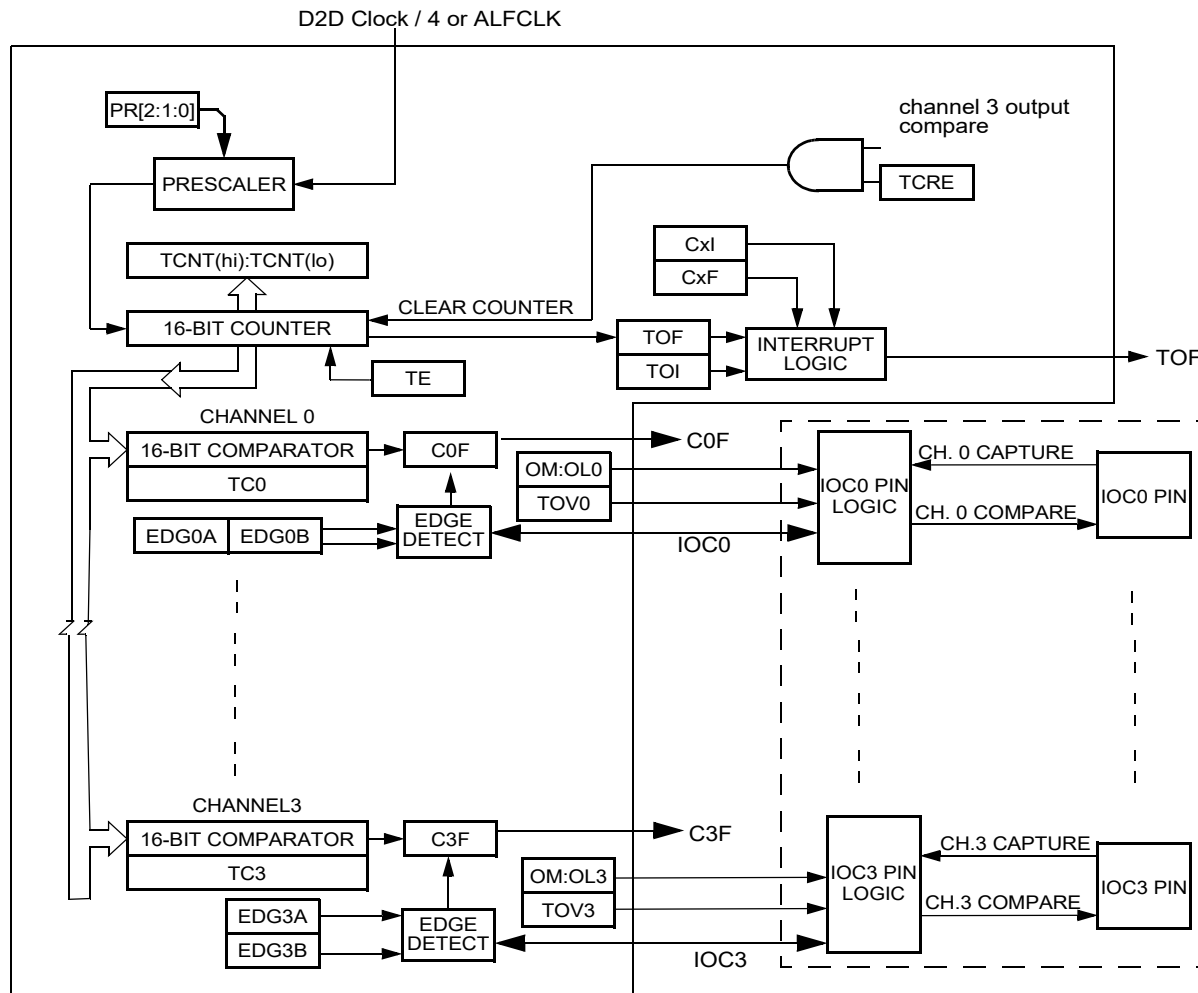 D2D Clock / 4 or ALFCLK
PR[2:1:0]
channel 3 output
compare
PRESCALER
TCRE
CxI
CxF
TCNT(hi):TCNT(lo)
CLEAR COUNTER
16-BIT COUNTER
TOF
TOI
INTERRUPT
LOGIC
TOF
TE
CHANNEL 0
16-BIT COMPARATOR
TC0
C0F
C0F
OM:OL0
TOV0
EDG0A
EDG0B
EDGE
DETECT
IOC0
IOC0 PIN
LOGIC
CH. 0 CAPTURE
CH. 0 COMPARE
IOC0 PIN
CHANNEL3
16-BIT COMPARATOR
TC3
C3F
C3F
OM:OL3
TOV3
EDG3A
EDG3B
EDGE
DETECT
IOC3
IOC3 PIN
LOGIC
CH.3 CAPTURE
CH.3 COMPARE
IOC3 PIN